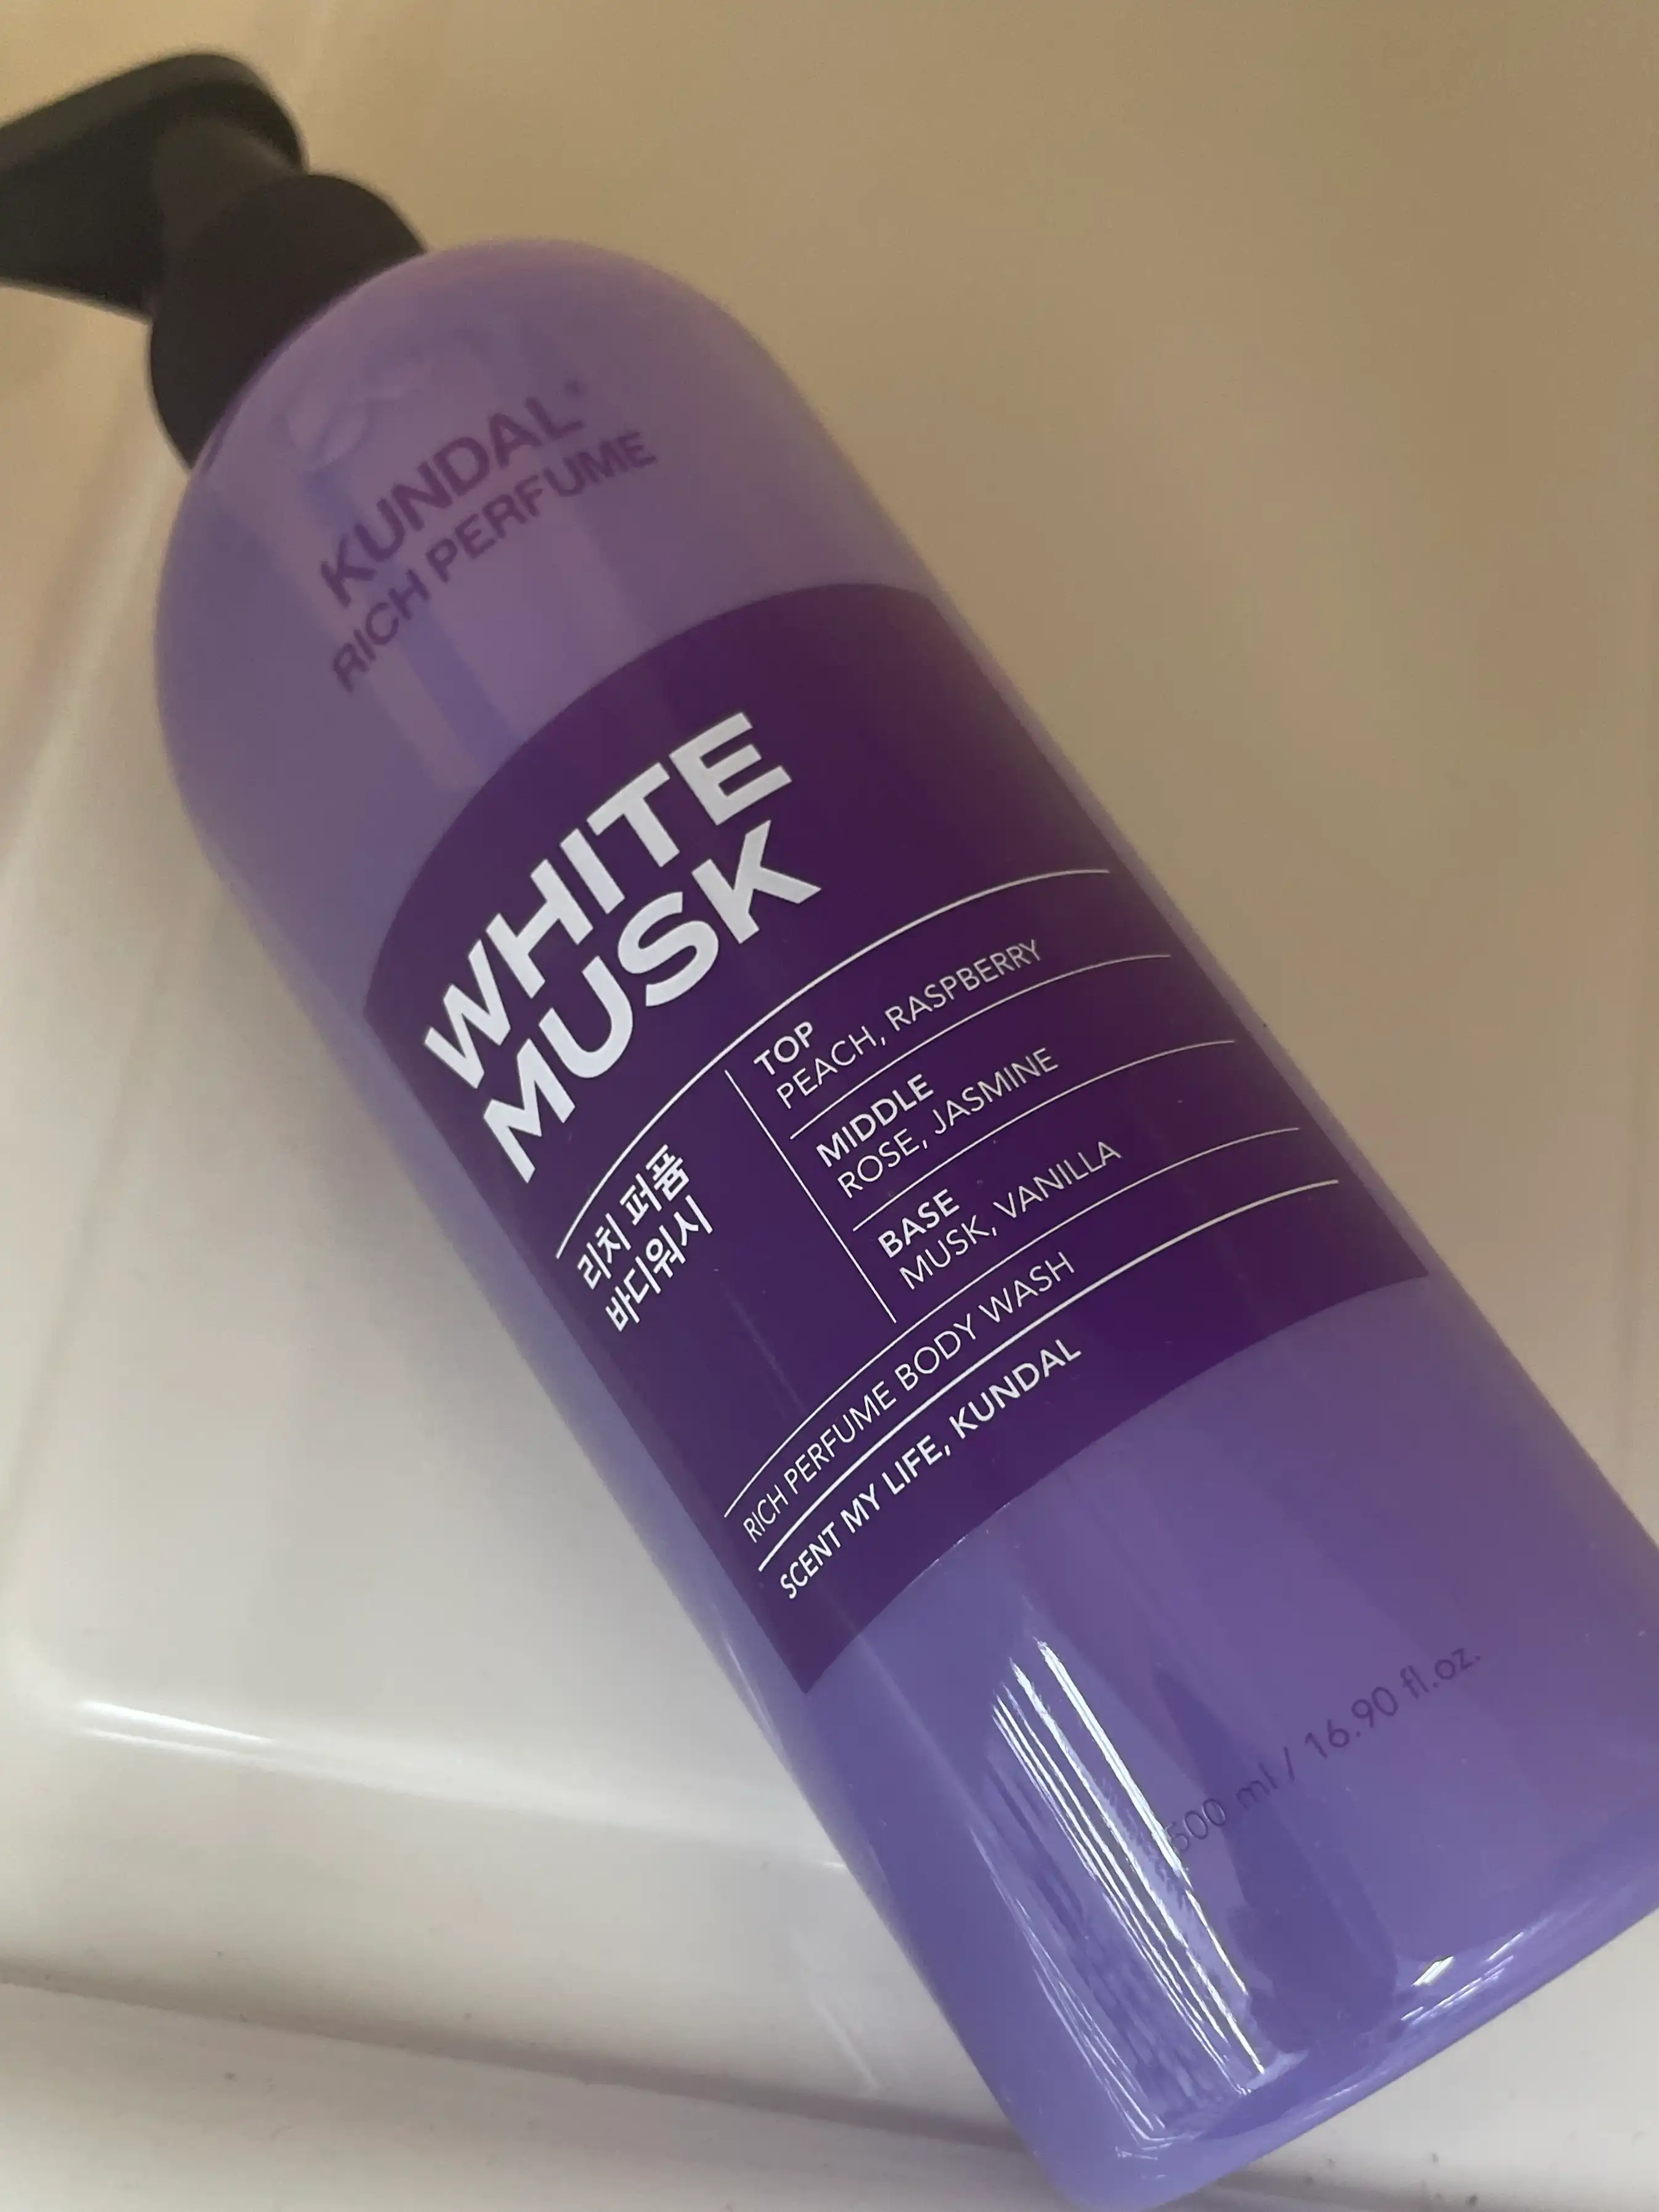 KUNDAL
RICH PERFUME
WHITE
MUSK
리치 퍼퓸
바디워시
TOP
PEACH, RASPBERRY
MIDDLE
ROSE, JASMINE
BASE
MUSK, VANILLA
RICH PERFUME BODY WASH
SCENT MY LIFE, KUNDAL
500 ml / 16.90 fl.oz.